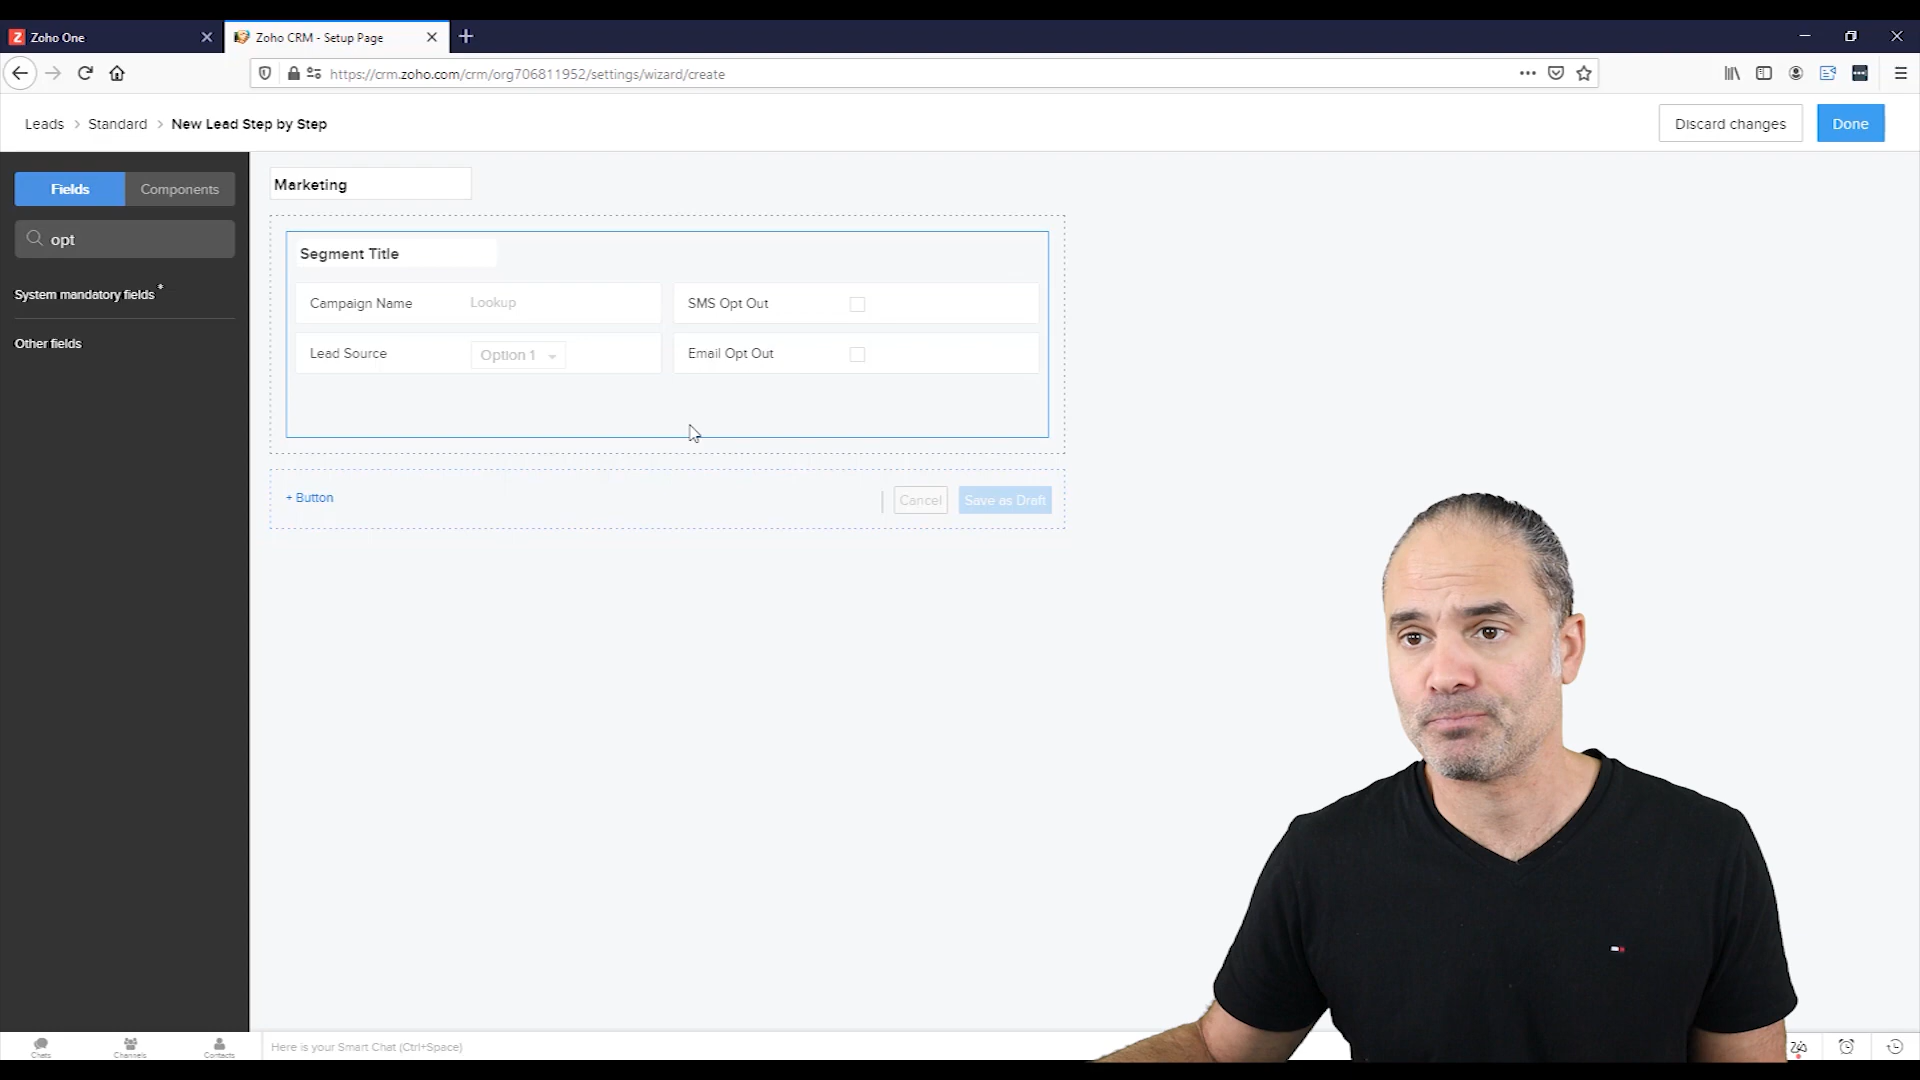 Zoho One
Zoho CRM - Setup Page
https://crm.zoho.com/crm/org706811952/settings/wizard/create
Leads > Standard > New Lead Step by Step
Discard changes
Done
Fields
Components
opt
System mandatory fields *
Other fields
Marketing
Segment Title
Campaign Name
Lookup
SMS Opt Out
Lead Source
Option 1
Email Opt Out
+ Button
Cancel
Save as Draft
Chats
Channels
Contacts
Here is your Smart Chat (Ctrl+Space)